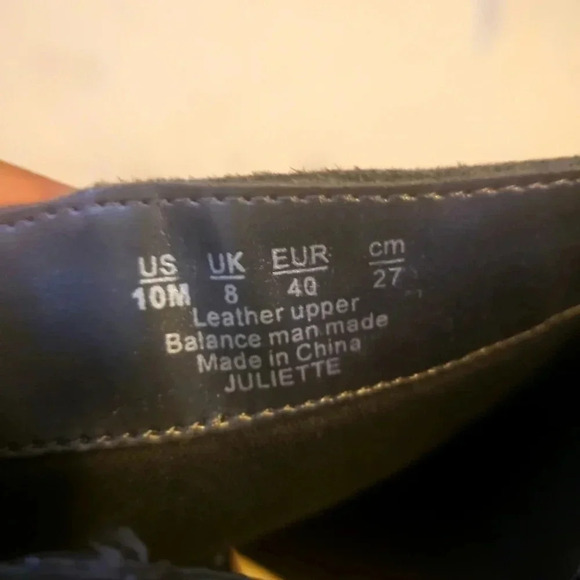 US UK EUR cm
10M 8 40 27
Leather upper
Balance man made
Made in China
JULIETTE